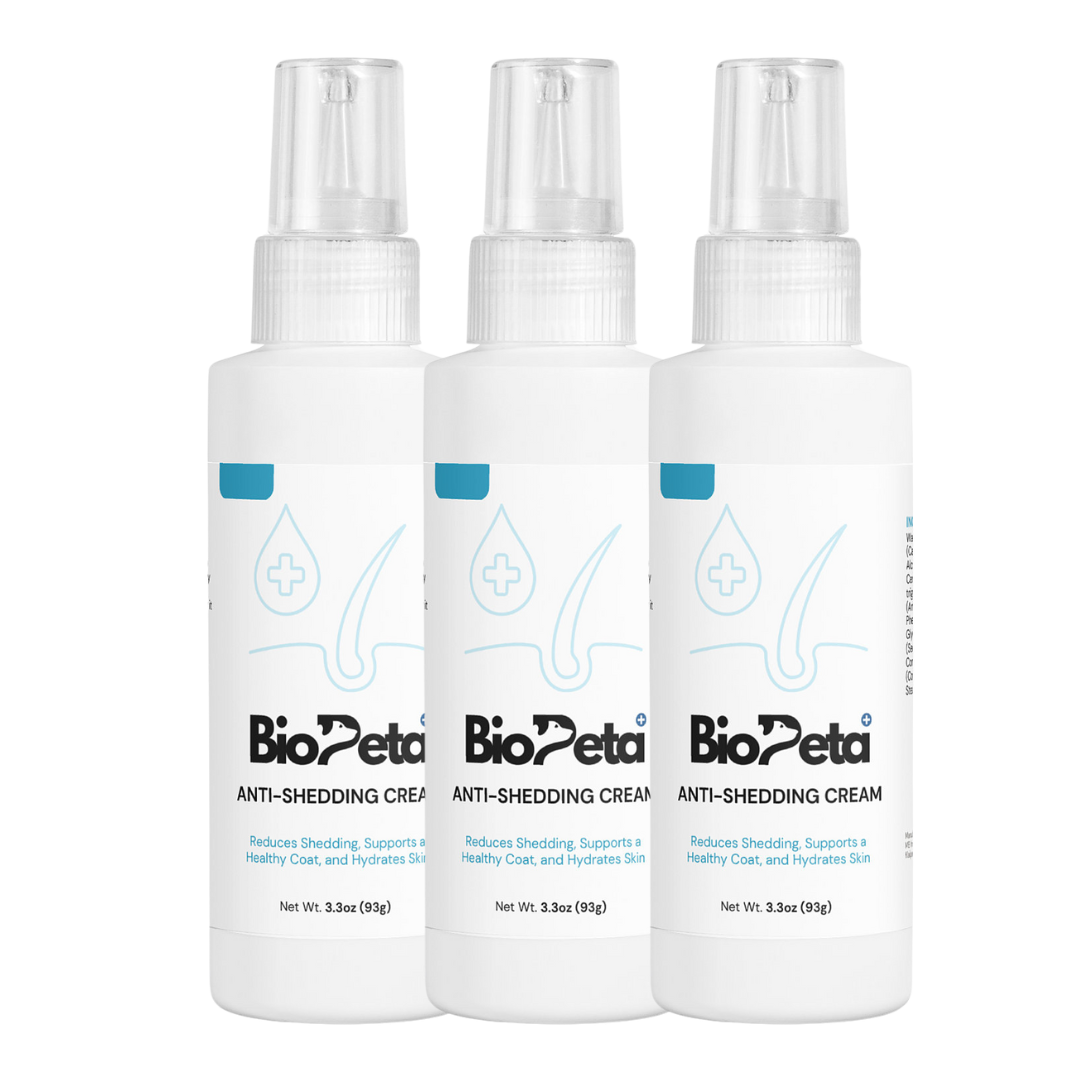 BioPeta
ANTI-SHEDDING CREA
Reduces Shedding, Supports a
Healthy Coat, and Hydrates Ski
Net Wt. 3.3oz (93g)
BioPeta
ANTI-SHEDDING CREAM
Reduces Shedding, Supports a
Healthy Coat, and Hydrates Skin
Net Wt. 3.3oz (93g)
BioPeta
ANTI-SHEDDING CREAM
Reduces Shedding, Supports a
Healthy Coat, and Hydrates Skin
Net Wt. 3.3oz (93g)